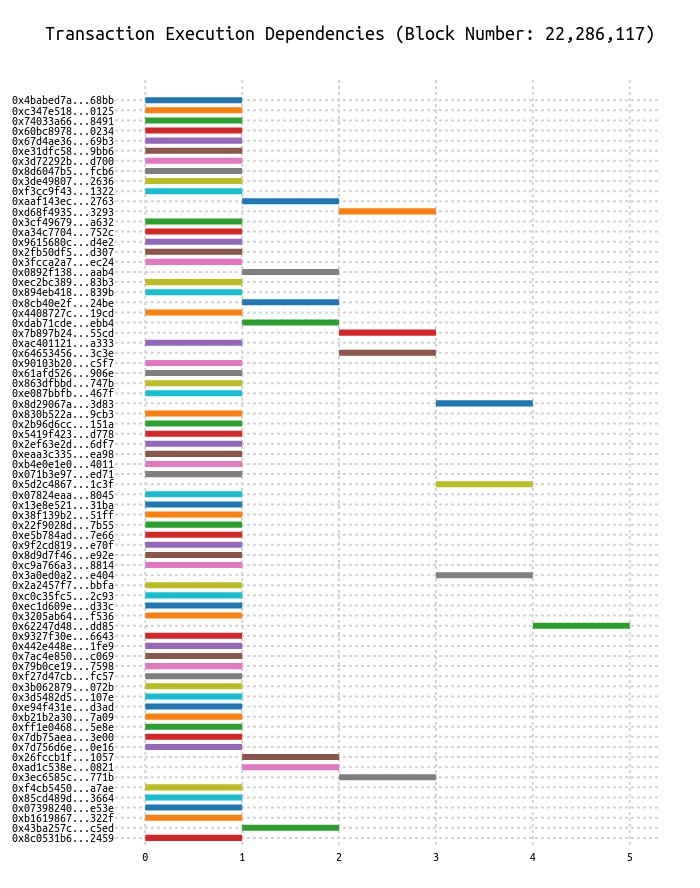 Transaction Execution Dependencies (Block Number: 22,286,117)
0x4babed7a...68bb
0xc347e518...0125
0x74033a66...8491
0x60bc8978...0234
0x67d4ae36...69b3
0xe31dfc58...9bb6
0x3d72292b...d700
0x8d6047b5...fcb6
0x3de49807...2636
0xf3cc9f43...1322
0xaaf143ec...2763
0xd68f4935...3293
0x3cf49679...a632
0xa34c7704...752c
0x9615680c...d4e2
0x2fb50df5...d307
0x3fcca2a7...ec24
0x0892f138...aab4
0xec2bc389...83b3
0x894eb418...839b
0x8cb40e2f...24be
0x4408727c...19cd
0xdab71cde...ebb4
0x7b897b24...55cd
0xac401121...a333
0x64653456...3c3e
0x90103b20...c5f7
0x61afd526...906e
0x863dfbbd...747b
0xe087bbfb...467f
0x8d29067a...3d83
0x830b522a...9cb3
0x2b96d6cc...151a
0x5419f423...d778
0x2ef63e2d...6df7
0xeaa3c335...ea98
0xb4e0e1e0...4011
0x071b3e97...ed71
0x5d2c4867...1c3f
0x07824eaa...8045
0x13e8e521...31ba
0x38f139b2...51ff
0x22f9028d...7b55
0xe5b784ad...7e66
0x9f2cd819...e70f
0x8d9d7f46...e92e
0xc9a766a3...8814
0x3a0ed0a2...e404
0x2a2457f7...bbfa
0xc0c35fc5...2c93
0xec1d609e...d33c
0x3205ab64...f536
0x62247d48...dd85
0x9327f30e...6643
0x442e448e...1fe9
0x7ac4e850...c069
0x79b0ce19...7598
0xf27d47cb...fc57
0x3b062879...072b
0x3d5482d5...107e
0xe94f431e...d3ad
0xb21b2a30...7a09
0xff1e0468...5e8e
0x7db75aea...3e00
0x7d756d6e...0e16
0x26fccb1f...1057
0xad1c538e...0821
0x3ec6585c...771b
0xf4cb5450...a7ae
0x85cd489d...3664
0x07398240...e53e
0xb1619867...322f
0x43ba257c...c5ed
0x8c0531b6...2459
0 1 2 3 4 5